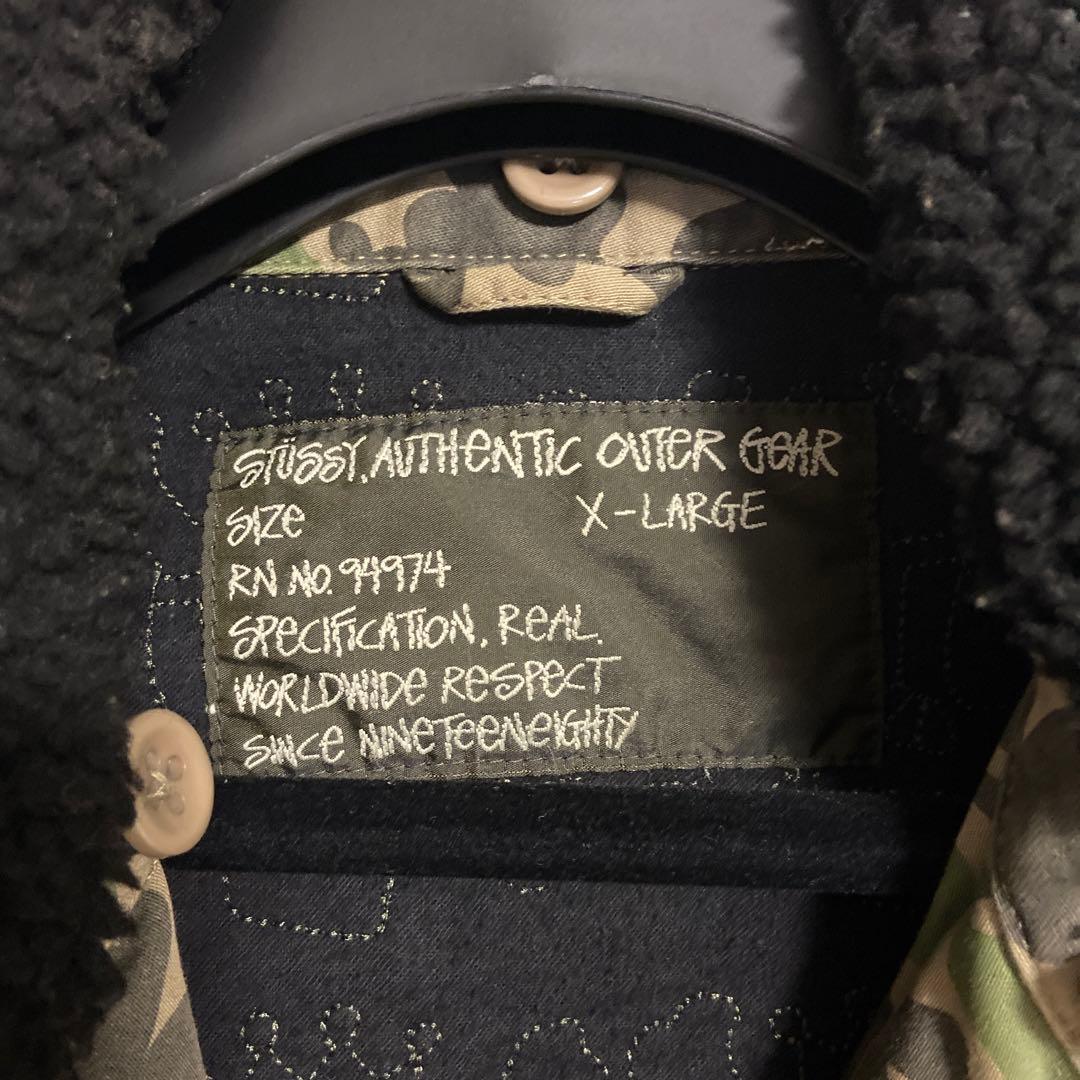 STÜSSY. AUTHENTIC OUTER GEAR
SIZE X-LARGE
RN NO. 94974
SPECIFICATION. REAL.
WORLDWIDE RESPECT
SINCE NINETEENEIGHTY